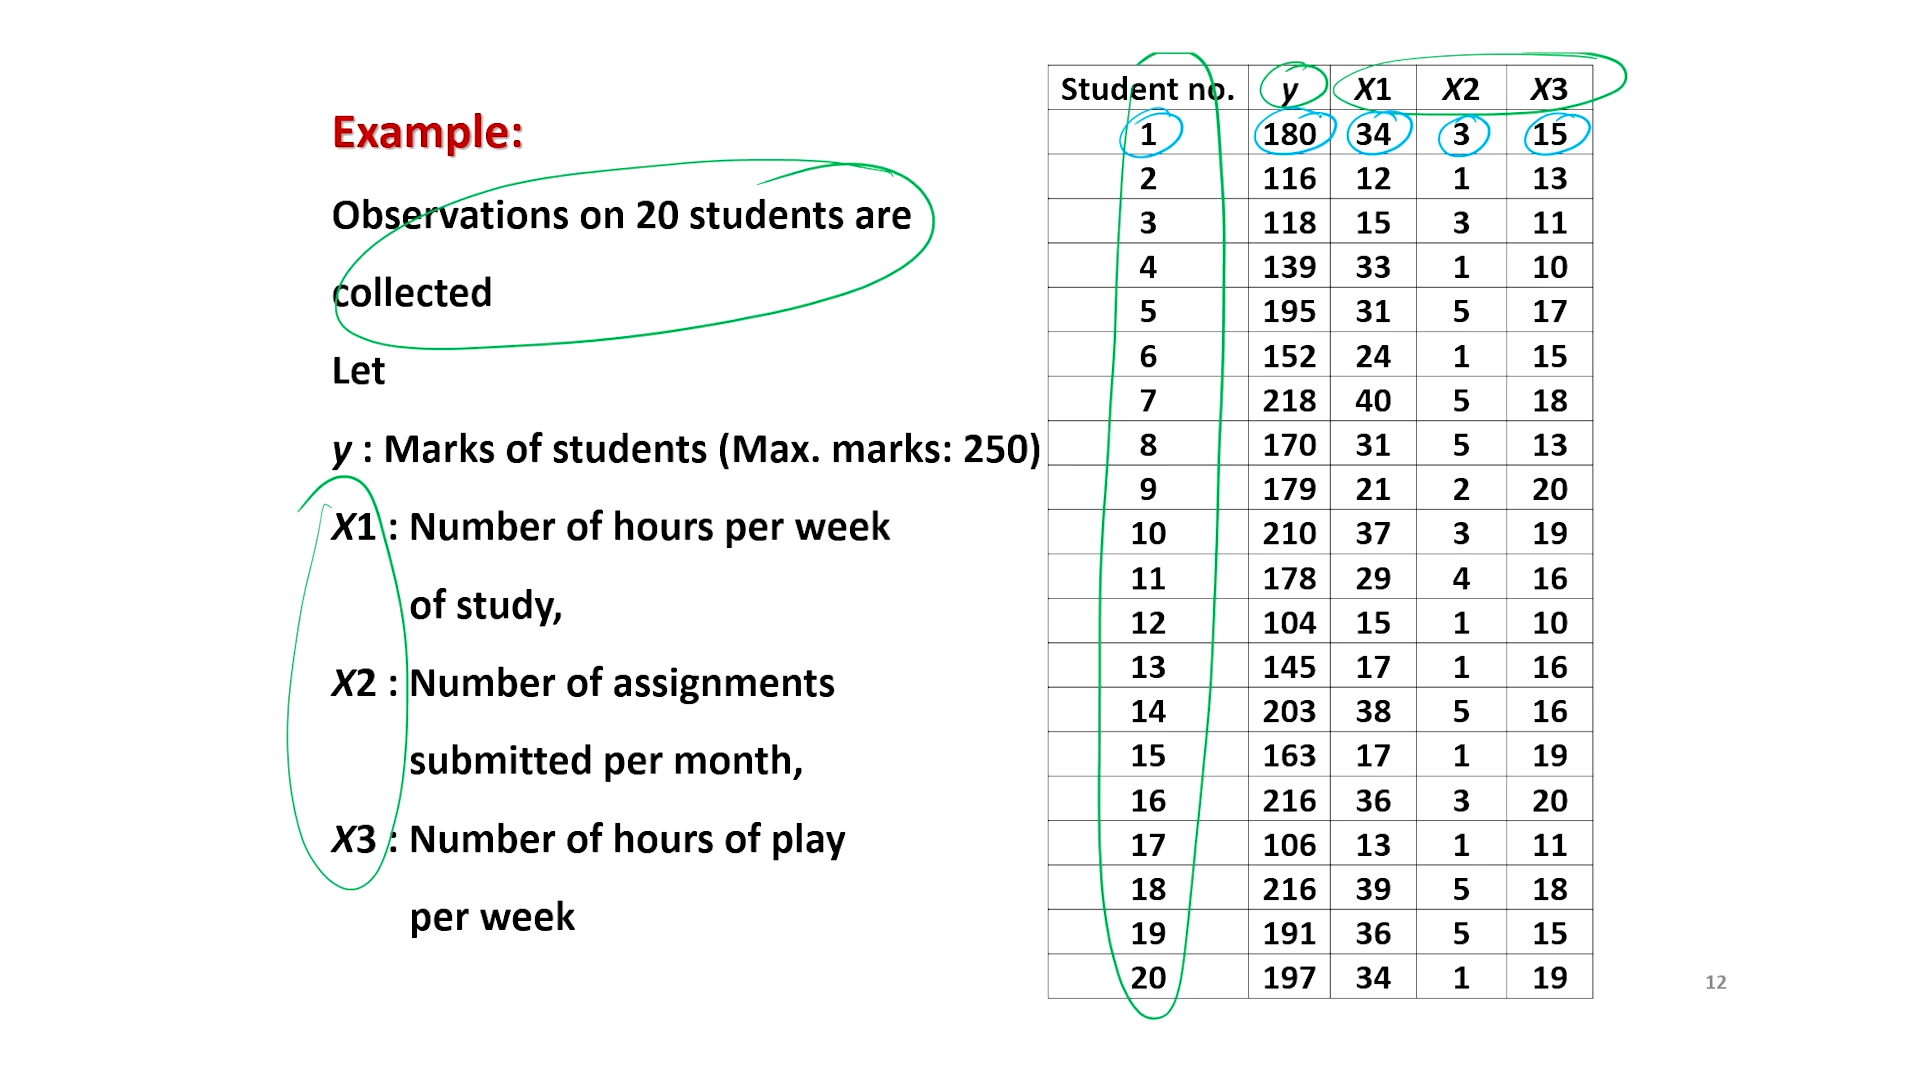 Example:
Observations on 20 students are
collected
Let
y : Marks of students (Max. marks: 250)
X1 : Number of hours per week
of study,
X2 : Number of assignments
submitted per month,
X3 : Number of hours of play
per week
Student no. y X1 X2 X3
1 180 34 3 15
2 116 12 1 13
3 118 15 3 11
4 139 33 1 10
5 195 31 5 17
6 152 24 1 15
7 218 40 5 18
8 170 31 5 13
9 179 21 2 20
10 210 37 3 19
11 178 29 4 16
12 104 15 1 10
13 145 17 1 16
14 203 38 5 16
15 163 17 1 19
16 216 36 3 20
17 106 13 1 11
18 216 39 5 18
19 191 36 5 15
20 197 34 1 19
12